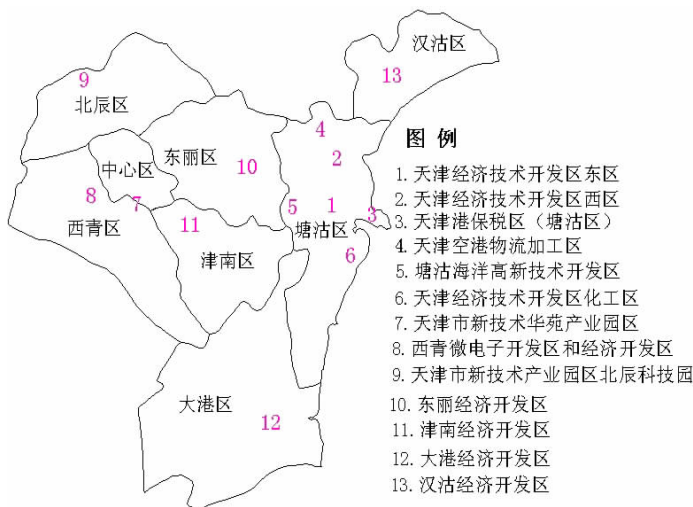 汉沽区
13
9
北辰区
4
图 例
中心区
东丽区
10
2
1.天津经济技术开发区东区
8
7
5
1
3
2.天津经济技术开发区西区
西青区
11
塘沽区
3.天津港保税区（塘沽区）
津南区
6
4.天津空港物流加工区
5.塘沽海洋高新技术开发区
6.天津经济技术开发区化工区
7.天津市新技术华苑产业园区
8.西青微电子开发区和经济开发区
9.天津市新技术产业园区北辰科技园
大港区
12
10.东丽经济开发区
11.津南经济开发区
12.大港经济开发区
13.汉沽经济开发区